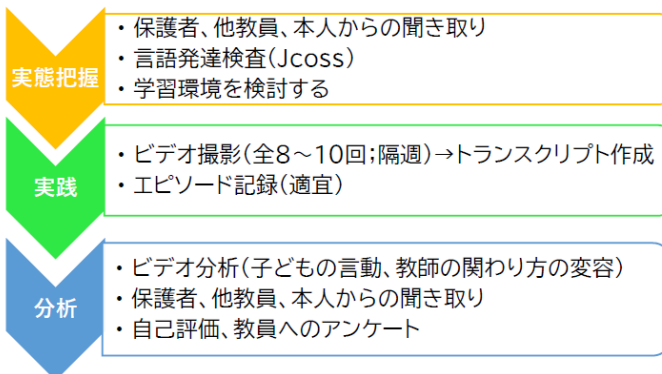 実態把握
・保護者、他教員、本人からの聞き取り
・言語発達検査(Jcoss)
・学習環境を検討する
実践
・ビデオ撮影(全8～10回;隔週)→トランスクリプト作成
・エピソード記録(適宜)
分析
・ビデオ分析(子どもの言動、教師の関わり方の変容)
・保護者、他教員、本人からの聞き取り
・自己評価、教員へのアンケート